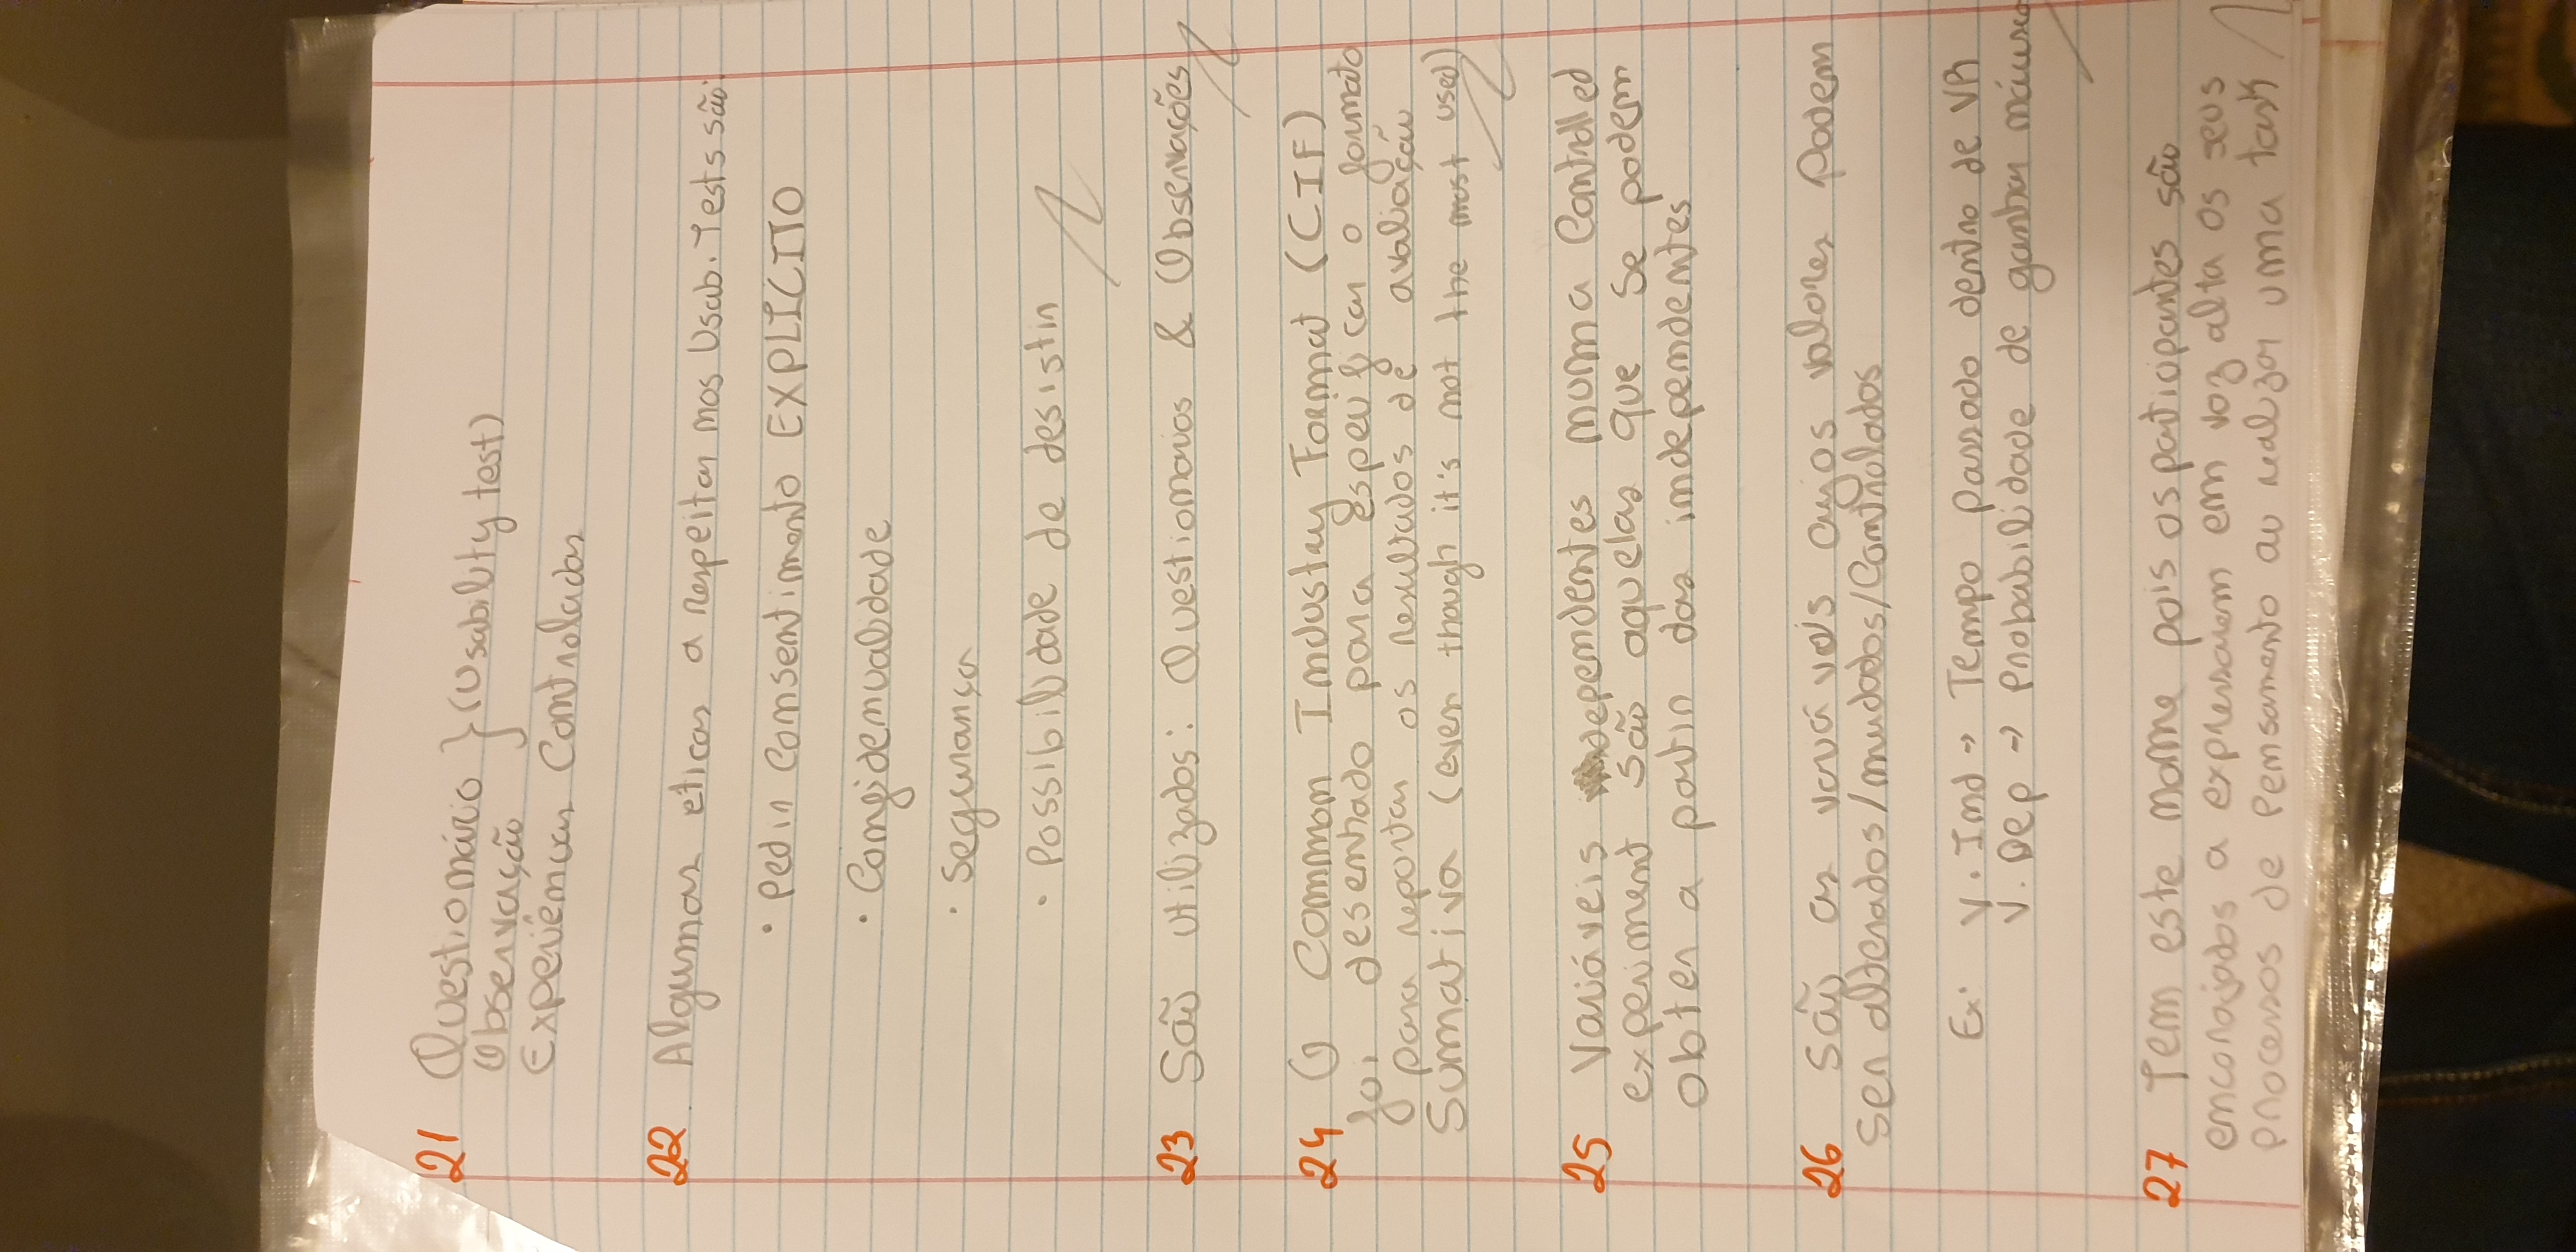 21 Questionário } (Usability test)
Observação
Experiências Controladas
22. Algumas eticas a respeitar nos Usab. Tests são:
• Pedir Consentimento EXPLÍCITO
• Confidencualidade
• Segurança
• Possibilidade de desistir
23 São utilizados: Questionarios & Observações
24 O Common Industry Format (CIF)
foi desenhado para especificar o formato
para reportar os resultados de avaliação
Sumativa (even though it's not the most used)
25 Variáveis dependentes numa Controlled
experiment são aquelas que se podem
obter a partir das independentes
26 São as variáveis cujos valores Podem
ser alterados/mudados/Controlados
Ex: V. Ind → Tempo passado dentro de VR
V. Dep → Probabilidade de ganhar náusea
27 Tem este nome pois os participantes são
encorajados a expressarem em voz alta os seus
processos de Pensamento ao realizar uma task